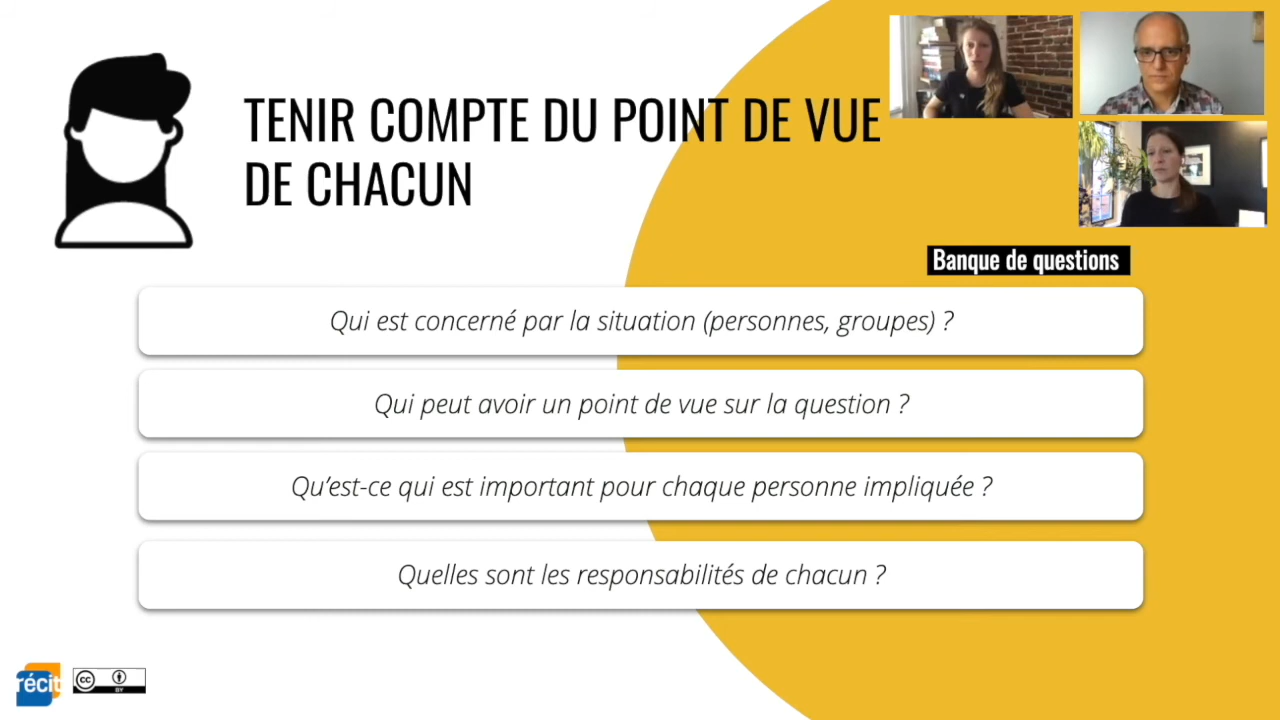 TENIR COMPTE DU POINT DE VUE
DE CHACUN
Banque de questions
Qui est concerné par la situation (personnes, groupes) ?
Qui peut avoir un point de vue sur la question ?
Qu’est-ce qui est important pour chaque personne impliquée ?
Quelles sont les responsabilités de chacun ?
récit
cc
BY